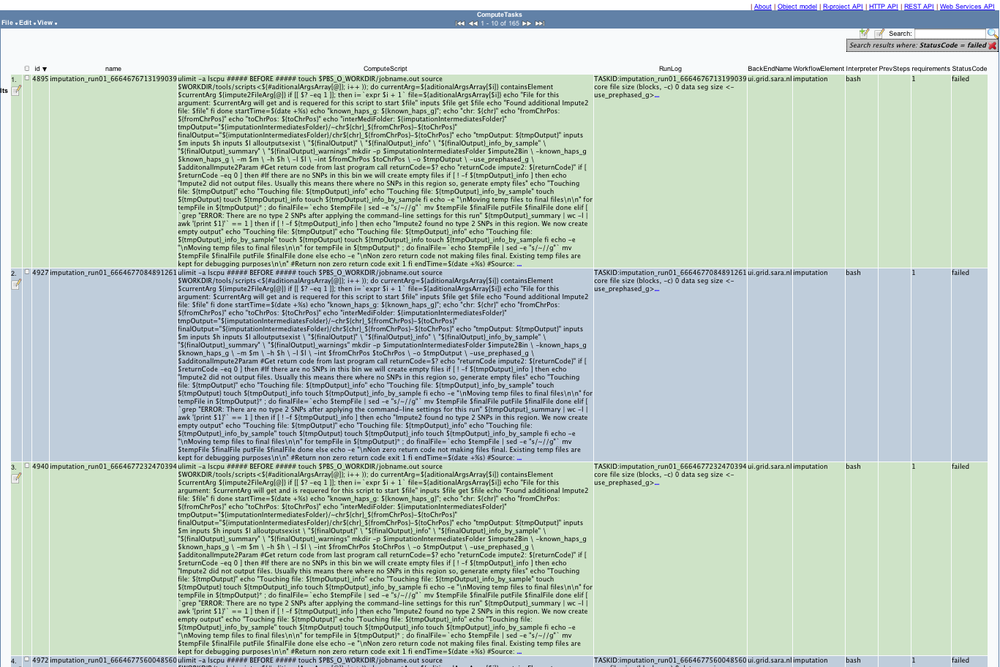 | About | Object model | R-project API | HTTP API | REST API | Web Services API
ComputeTasks
File Edit View 1 - 10 of 165
Search:
Search results where: StatusCode = failed
id ▼ name ComputeScript RunLog BackEndName WorkflowElement Interpreter PrevSteps requirements StatusCode
lts
1. 4895 imputation_run01_6664676713199039 ulimit -a lscpu ##### BEFORE ##### touch $PBS_O_WORKDIR/jobname.out source TASKID:imputation_run01_6664676713199039 ui.grid.sara.nl imputation bash 1 failed
$WORKDIR/tools/scripts<${#aditionalArgsArray[@]}; i++ )); do currentArg=${aditionalArgsArray[$i]} containsElement core file size (blocks, -c) 0 data seg size <-
$currentArg ${impute2FileArg[@]} if [[ $? -eq 1 ]]; then i=`expr $i + 1` file=${aditionalArgsArray[$i]} echo "File for this use_prephased_g>...
argument: $currentArg will get and is requered for this script to start $file" inputs $file get $file echo "Found additional Impute2
file: $file" fi done startTime=$(date +%s) echo "known_haps_g: ${known_haps_g}"; echo "chr: ${chr}" echo "fromChrPos:
${fromChrPos}" echo "toChrPos: ${toChrPos}" echo "interMediFolder: ${imputationIntermediatesFolder}"
tmpOutput="${imputationIntermediatesFolder}/~chr${chr}_${fromChrPos}-${toChrPos}"
finalOutput="${imputationIntermediatesFolder}/chr${chr}_${fromChrPos}-${toChrPos}" echo "tmpOutput: ${tmpOutput}" inputs
$m inputs $h inputs $l alloutputsexist \ "${finalOutput}" \ "${finalOutput}_info" \ "${finalOutput}_info_by_sample" \
"${finalOutput}_summary" \ "${finalOutput}_warnings" mkdir -p $imputationIntermediatesFolder $impute2Bin \ -known_haps_g
$known_haps_g \ -m $m \ -h $h \ -l $l \ -int $fromChrPos $toChrPos \ -o $tmpOutput \ -use_prephased_g \
$additonalImpute2Param #Get return code from last program call returnCode=$? echo "returnCode impute2: ${returnCode}" if [
$returnCode -eq 0 ] then #If there are no SNPs in this bin we will create empty files if [ ! -f ${tmpOutput}_info ] then echo
"Impute2 did not output files. Usually this means there where no SNPs in this region so, generate empty files" echo "Touching
file: ${tmpOutput}" echo "Touching file: ${tmpOutput}_info" echo "Touching file: ${tmpOutput}_info_by_sample" touch
${tmpOutput} touch ${tmpOutput}_info touch ${tmpOutput}_info_by_sample fi echo -e "\nMoving temp files to final files\n\n" for
tempFile in ${tmpOutput}* ; do finalFile=`echo $tempFile | sed -e "s/~//g"` mv $tempFile $finalFile putFile $finalFile done elif [
`grep "ERROR: There are no type 2 SNPs after applying the command-line settings for this run" ${tmpOutput}_summary | wc -l |
awk '{print $1}'` == 1 ] then if [ ! -f ${tmpOutput}_info ] then echo "Impute2 found no type 2 SNPs in this region. We now create
empty output" echo "Touching file: ${tmpOutput}" echo "Touching file: ${tmpOutput}_info" echo "Touching file:
${tmpOutput}_info_by_sample" touch ${tmpOutput} touch ${tmpOutput}_info touch ${tmpOutput}_info_by_sample fi echo -e
"\nMoving temp files to final files\n\n" for tempFile in ${tmpOutput}* ; do finalFile=`echo $tempFile | sed -e "s/~//g"` mv
$tempFile $finalFile putFile $finalFile done else echo -e "\nNon zero return code not making files final. Existing temp files are
kept for debugging purposes\n\n" #Return non zero return code exit 1 fi endTime=$(date +%s) #Source: ...
2. 4927 imputation_run01_6664677084891261 ulimit -a lscpu ##### BEFORE ##### touch $PBS_O_WORKDIR/jobname.out source TASKID:imputation_run01_6664677084891261 ui.grid.sara.nl imputation bash 1 failed
$WORKDIR/tools/scripts<${#aditionalArgsArray[@]}; i++ )); do currentArg=${aditionalArgsArray[$i]} containsElement core file size (blocks, -c) 0 data seg size <-
$currentArg ${impute2FileArg[@]} if [[ $? -eq 1 ]]; then i=`expr $i + 1` file=${aditionalArgsArray[$i]} echo "File for this use_prephased_g>...
argument: $currentArg will get and is requered for this script to start $file" inputs $file get $file echo "Found additional Impute2
file: $file" fi done startTime=$(date +%s) echo "known_haps_g: ${known_haps_g}"; echo "chr: ${chr}" echo "fromChrPos:
${fromChrPos}" echo "toChrPos: ${toChrPos}" echo "interMediFolder: ${imputationIntermediatesFolder}"
tmpOutput="${imputationIntermediatesFolder}/~chr${chr}_${fromChrPos}-${toChrPos}"
finalOutput="${imputationIntermediatesFolder}/chr${chr}_${fromChrPos}-${toChrPos}" echo "tmpOutput: ${tmpOutput}" inputs
$m inputs $h inputs $l alloutputsexist \ "${finalOutput}" \ "${finalOutput}_info" \ "${finalOutput}_info_by_sample" \
"${finalOutput}_summary" \ "${finalOutput}_warnings" mkdir -p $imputationIntermediatesFolder $impute2Bin \ -known_haps_g
$known_haps_g \ -m $m \ -h $h \ -l $l \ -int $fromChrPos $toChrPos \ -o $tmpOutput \ -use_prephased_g \
$additonalImpute2Param #Get return code from last program call returnCode=$? echo "returnCode impute2: ${returnCode}" if [
$returnCode -eq 0 ] then #If there are no SNPs in this bin we will create empty files if [ ! -f ${tmpOutput}_info ] then echo
"Impute2 did not output files. Usually this means there where no SNPs in this region so, generate empty files" echo "Touching
file: ${tmpOutput}" echo "Touching file: ${tmpOutput}_info" echo "Touching file: ${tmpOutput}_info_by_sample" touch
${tmpOutput} touch ${tmpOutput}_info touch ${tmpOutput}_info_by_sample fi echo -e "\nMoving temp files to final files\n\n" for
tempFile in ${tmpOutput}* ; do finalFile=`echo $tempFile | sed -e "s/~//g"` mv $tempFile $finalFile putFile $finalFile done elif [
`grep "ERROR: There are no type 2 SNPs after applying the command-line settings for this run" ${tmpOutput}_summary | wc -l |
awk '{print $1}'` == 1 ] then if [ ! -f ${tmpOutput}_info ] then echo "Impute2 found no type 2 SNPs in this region. We now create
empty output" echo "Touching file: ${tmpOutput}" echo "Touching file: ${tmpOutput}_info" echo "Touching file:
${tmpOutput}_info_by_sample" touch ${tmpOutput} touch ${tmpOutput}_info touch ${tmpOutput}_info_by_sample fi echo -e
"\nMoving temp files to final files\n\n" for tempFile in ${tmpOutput}* ; do finalFile=`echo $tempFile | sed -e "s/~//g"` mv
$tempFile $finalFile putFile $finalFile done else echo -e "\nNon zero return code not making files final. Existing temp files are
kept for debugging purposes\n\n" #Return non zero return code exit 1 fi endTime=$(date +%s) #Source: ...
3. 4940 imputation_run01_6664677232470394 ulimit -a lscpu ##### BEFORE ##### touch $PBS_O_WORKDIR/jobname.out source TASKID:imputation_run01_6664677232470394 ui.grid.sara.nl imputation bash 1 failed
$WORKDIR/tools/scripts<${#aditionalArgsArray[@]}; i++ )); do currentArg=${aditionalArgsArray[$i]} containsElement core file size (blocks, -c) 0 data seg size <-
$currentArg ${impute2FileArg[@]} if [[ $? -eq 1 ]]; then i=`expr $i + 1` file=${aditionalArgsArray[$i]} echo "File for this use_prephased_g>...
argument: $currentArg will get and is requered for this script to start $file" inputs $file get $file echo "Found additional Impute2
file: $file" fi done startTime=$(date +%s) echo "known_haps_g: ${known_haps_g}"; echo "chr: ${chr}" echo "fromChrPos:
${fromChrPos}" echo "toChrPos: ${toChrPos}" echo "interMediFolder: ${imputationIntermediatesFolder}"
tmpOutput="${imputationIntermediatesFolder}/~chr${chr}_${fromChrPos}-${toChrPos}"
finalOutput="${imputationIntermediatesFolder}/chr${chr}_${fromChrPos}-${toChrPos}" echo "tmpOutput: ${tmpOutput}" inputs
$m inputs $h inputs $l alloutputsexist \ "${finalOutput}" \ "${finalOutput}_info" \ "${finalOutput}_info_by_sample" \
"${finalOutput}_summary" \ "${finalOutput}_warnings" mkdir -p $imputationIntermediatesFolder $impute2Bin \ -known_haps_g
$known_haps_g \ -m $m \ -h $h \ -l $l \ -int $fromChrPos $toChrPos \ -o $tmpOutput \ -use_prephased_g \
$additonalImpute2Param #Get return code from last program call returnCode=$? echo "returnCode impute2: ${returnCode}" if [
$returnCode -eq 0 ] then #If there are no SNPs in this bin we will create empty files if [ ! -f ${tmpOutput}_info ] then echo
"Impute2 did not output files. Usually this means there where no SNPs in this region so, generate empty files" echo "Touching
file: ${tmpOutput}" echo "Touching file: ${tmpOutput}_info" echo "Touching file: ${tmpOutput}_info_by_sample" touch
${tmpOutput} touch ${tmpOutput}_info touch ${tmpOutput}_info_by_sample fi echo -e "\nMoving temp files to final files\n\n" for
tempFile in ${tmpOutput}* ; do finalFile=`echo $tempFile | sed -e "s/~//g"` mv $tempFile $finalFile putFile $finalFile done elif [
`grep "ERROR: There are no type 2 SNPs after applying the command-line settings for this run" ${tmpOutput}_summary | wc -l |
awk '{print $1}'` == 1 ] then if [ ! -f ${tmpOutput}_info ] then echo "Impute2 found no type 2 SNPs in this region. We now create
empty output" echo "Touching file: ${tmpOutput}" echo "Touching file: ${tmpOutput}_info" echo "Touching file:
${tmpOutput}_info_by_sample" touch ${tmpOutput} touch ${tmpOutput}_info touch ${tmpOutput}_info_by_sample fi echo -e
"\nMoving temp files to final files\n\n" for tempFile in ${tmpOutput}* ; do finalFile=`echo $tempFile | sed -e "s/~//g"` mv
$tempFile $finalFile putFile $finalFile done else echo -e "\nNon zero return code not making files final. Existing temp files are
kept for debugging purposes\n\n" #Return non zero return code exit 1 fi endTime=$(date +%s) #Source: ...
4. 4972 imputation_run01_6664677560048560 ulimit -a lscpu ##### BEFORE ##### touch $PBS_O_WORKDIR/jobname.out source TASKID:imputation_run01_6664677560048560 ui.grid.sara.nl imputation bash 1 failed